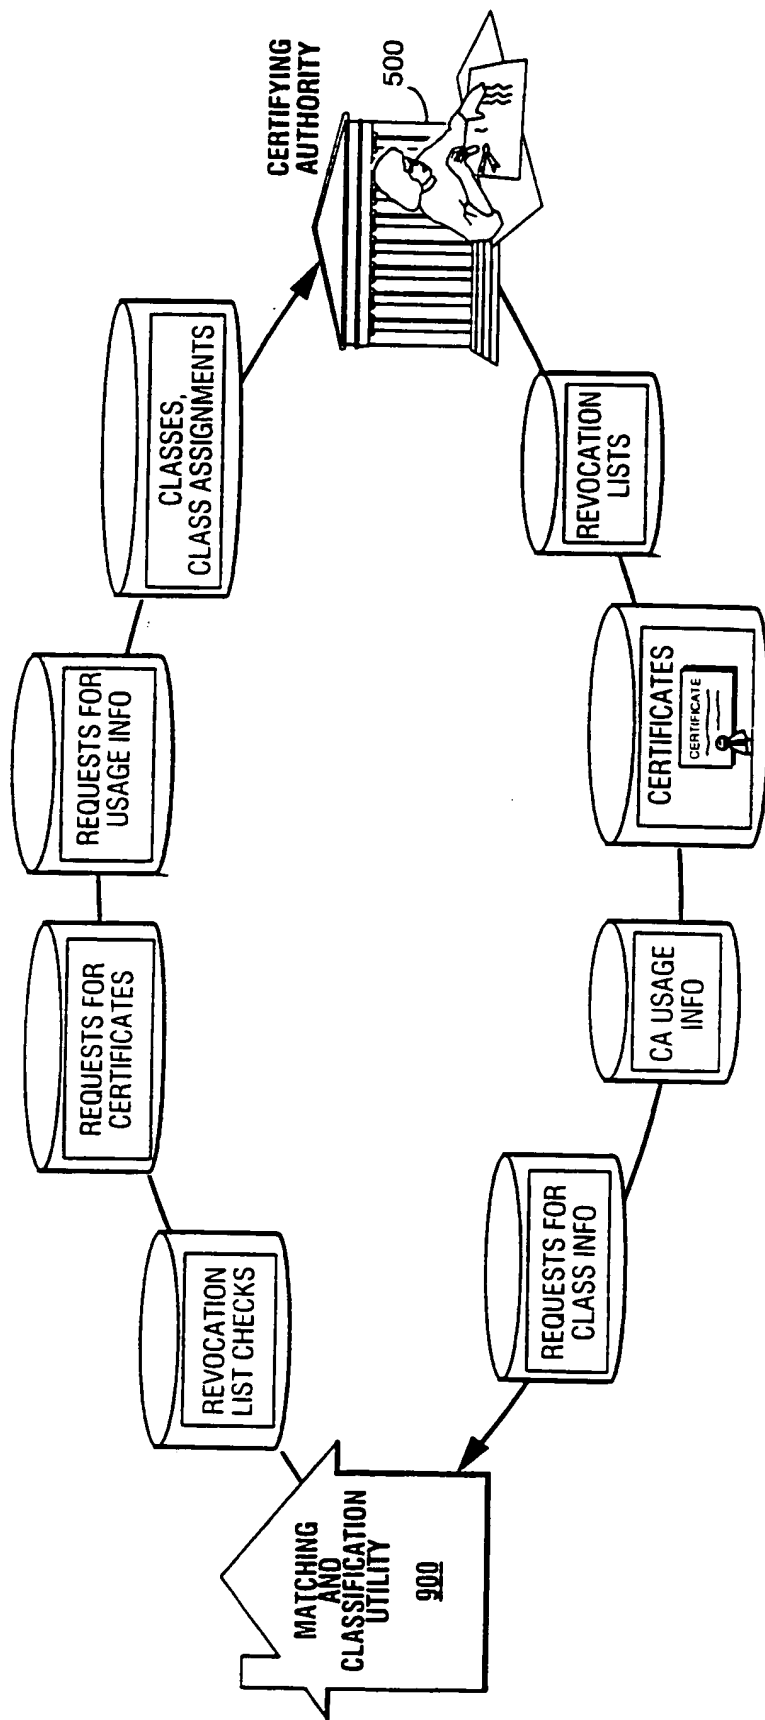 CERTIFYING
AUTHORITY
500
CLASSES,
CLASS ASSIGNMENTS
REQUESTS FOR
USAGE INFO
REQUESTS FOR
CERTIFICATES
REVOCATION
LIST CHECKS
MATCHING
AND
CLASSIFICATION
UTILITY
900
REQUESTS FOR
CLASS INFO
CA USAGE
INFO
CERTIFICATES
CERTIFICATE
REVOCATION
LISTS